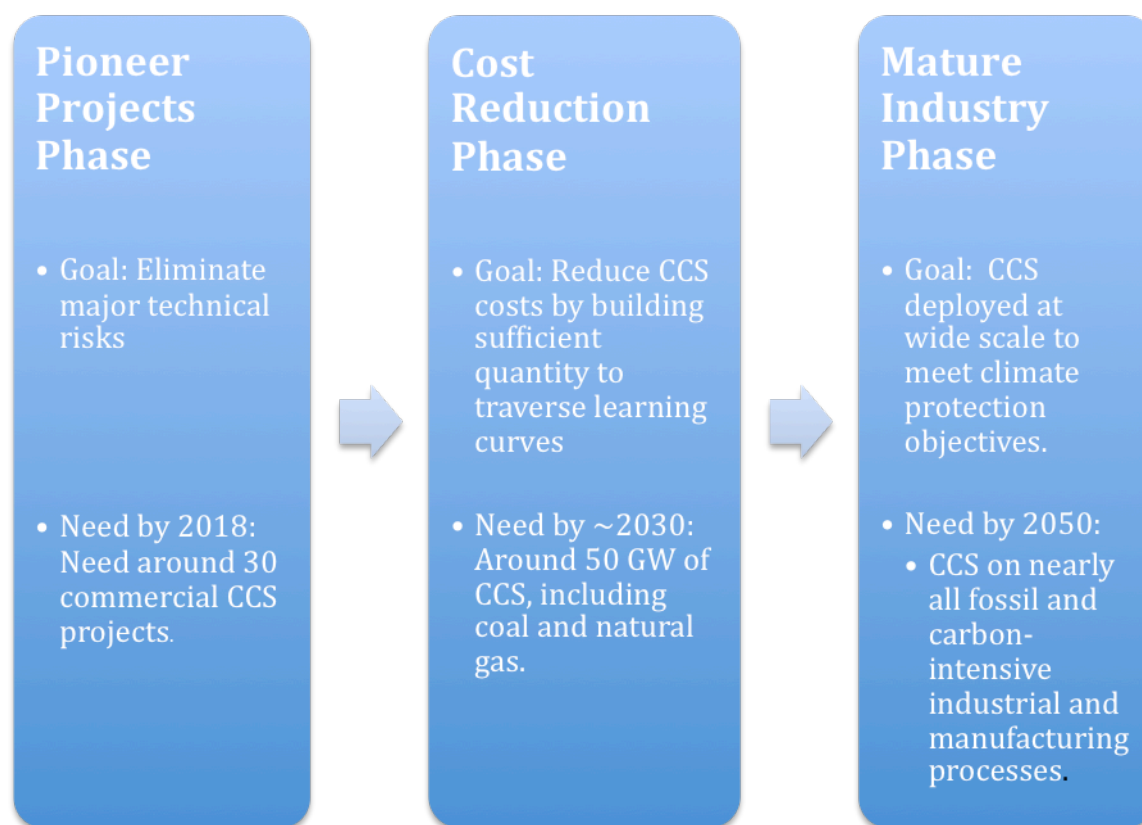 Pioneer
Projects
Phase
• Goal: Eliminate
major technical
risks
• Need by 2018:
Need around 30
commercial CCS
projects.
Cost
Reduction
Phase
• Goal: Reduce CCS
costs by building
sufficient
quantity to
traverse learning
curves
• Need by ~2030:
Around 50 GW of
CCS, including
coal and natural
gas.
Mature
Industry
Phase
• Goal:  CCS
deployed at
wide scale to
meet climate
protection
objectives.
• Need by 2050:
• CCS on nearly
all fossil and
carbon-
intensive
industrial and
manufacturing
processes.